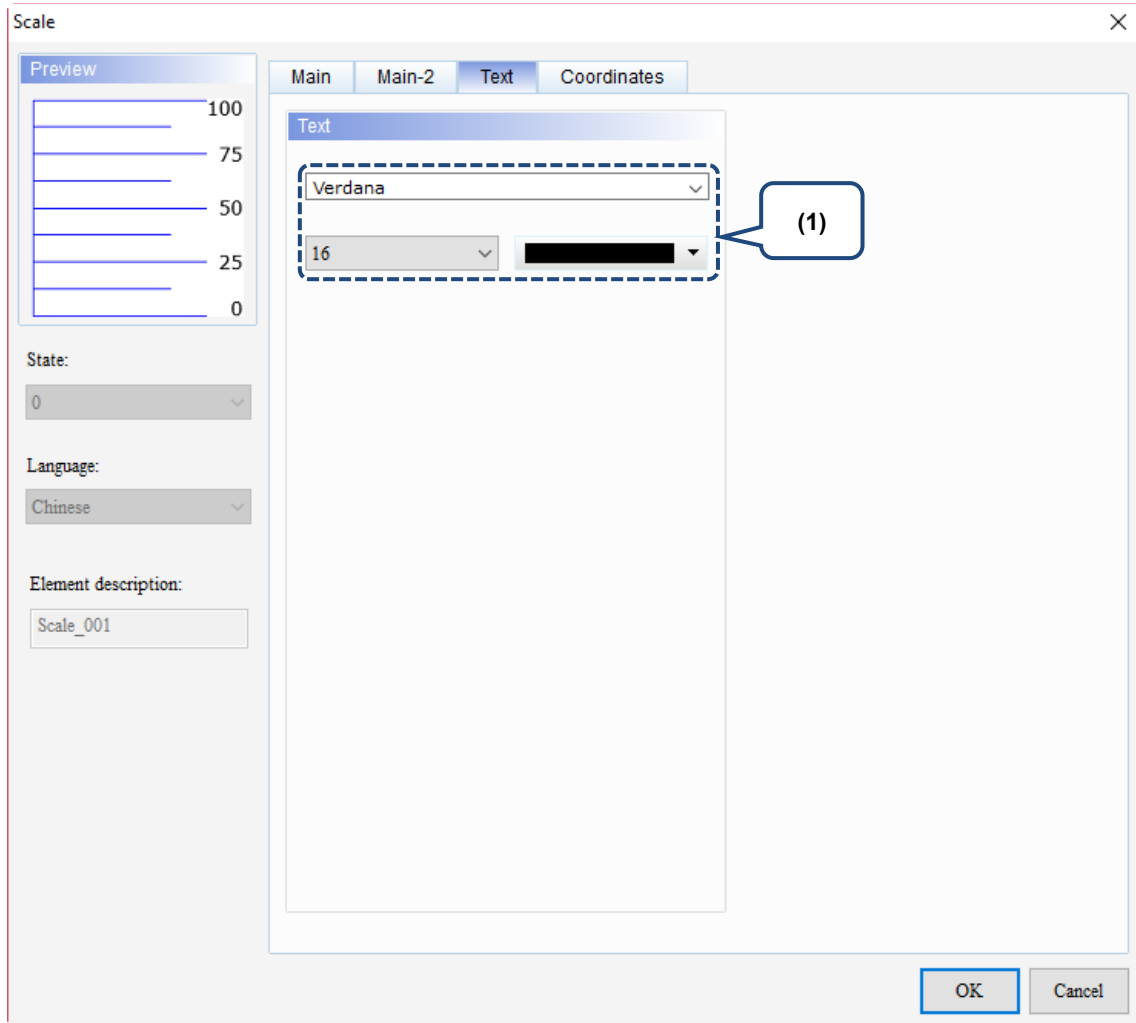 Scale
Preview
100
75
50
25
0
State:
0
Language:
Chinese
Element description:
Scale_001
Main Main-2 Text Coordinates
Text
Verdana
16
(1)
OK Cancel